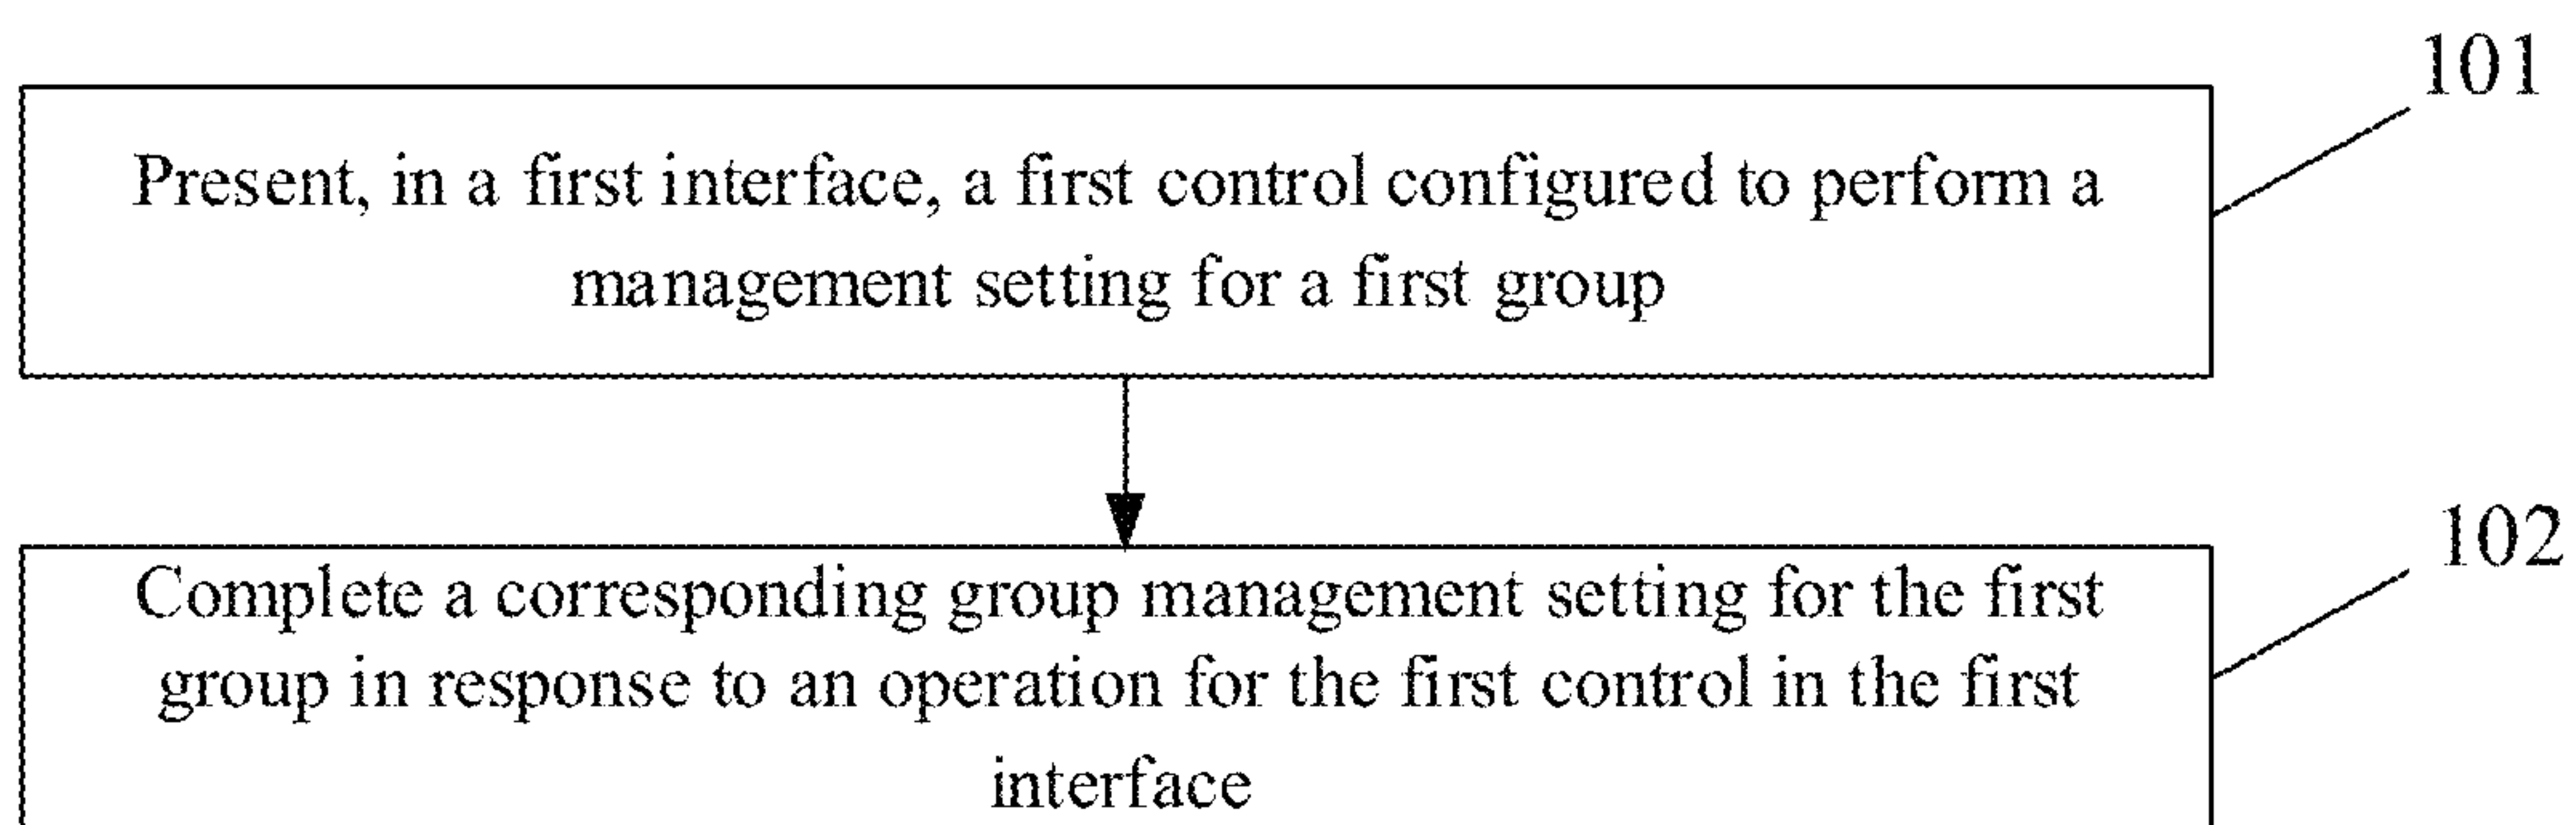 101
Present, in a first interface, a first control configured to perform a
management setting for a first group
102
Complete a corresponding group management setting for the first
group in response to an operation for the first control in the first
interface